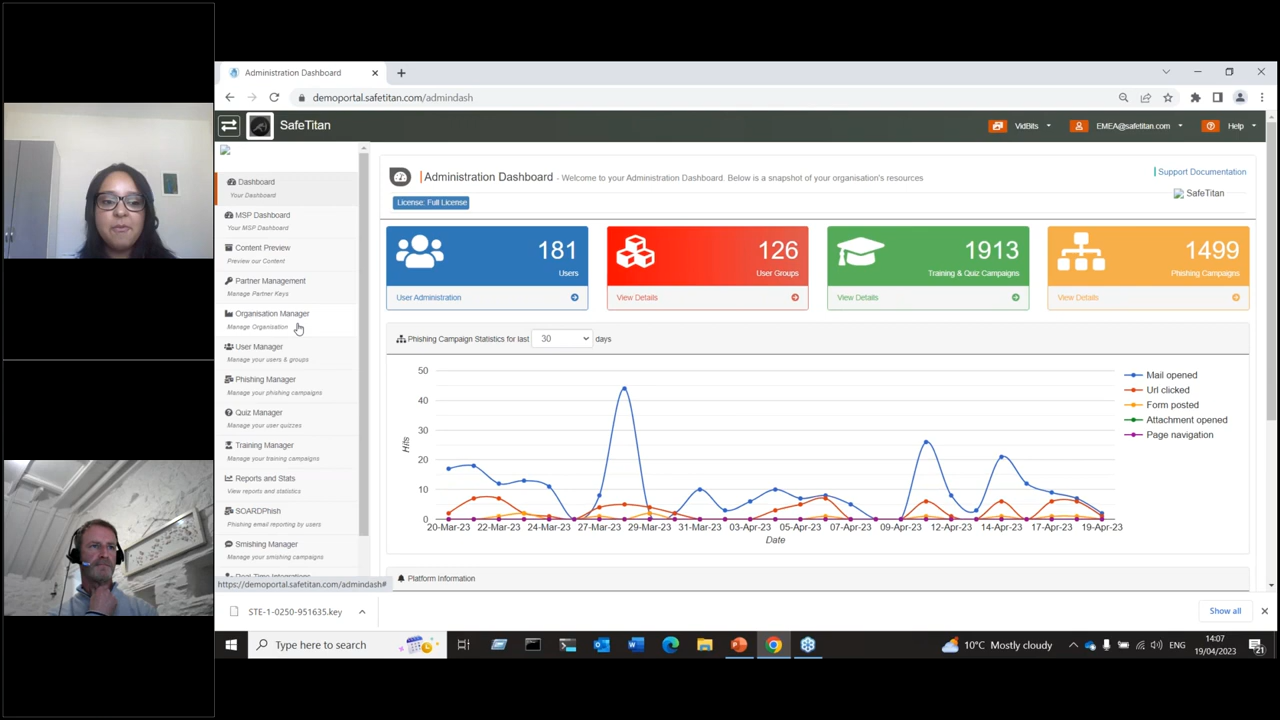 Administration Dashboard
demoportal.safetitan.com/admindash
SafeTitan
VidBits
EMEA@safetitan.com
Help
Dashboard
Your Dashboard
MSP Dashboard
Your MSP Dashboard
Content Preview
Preview our Content
Partner Management
Manage Partner Keys
Organisation Manager
Manage Organisation
User Manager
Manage your users & groups
Phishing Manager
Manage your phishing campaigns
Quiz Manager
Manage your user quizzes
Training Manager
Manage your training campaigns
Reports and Stats
View reports and statistics
SOARDPhish
Phishing email reporting by users
Smishing Manager
Manage your smishing campaigns
Real-Time Integrations
https://demoportal.safetitan.com/admindash#
Administration Dashboard - Welcome to your Administration Dashboard. Below is a snapshot of your organisation's resources
Support Documentation
SafeTitan
License: Full License
181
Users
User Administration
126
User Groups
View Details
1913
Training & Quiz Campaigns
View Details
1499
Phishing Campaigns
View Details
Phishing Campaign Statistics for last 30 days
50
40
30
20
10
0
Hits
20-Mar-23 22-Mar-23 24-Mar-23 27-Mar-23 29-Mar-23 31-Mar-23 03-Apr-23 05-Apr-23 07-Apr-23 09-Apr-23 12-Apr-23 14-Apr-23 17-Apr-23 19-Apr-23
Date
Mail opened
Url clicked
Form posted
Attachment opened
Page navigation
Platform Information
STE-1-0250-951635.key
Show all
Type here to search
10°C Mostly cloudy
ENG
14:07
19/04/2023
21